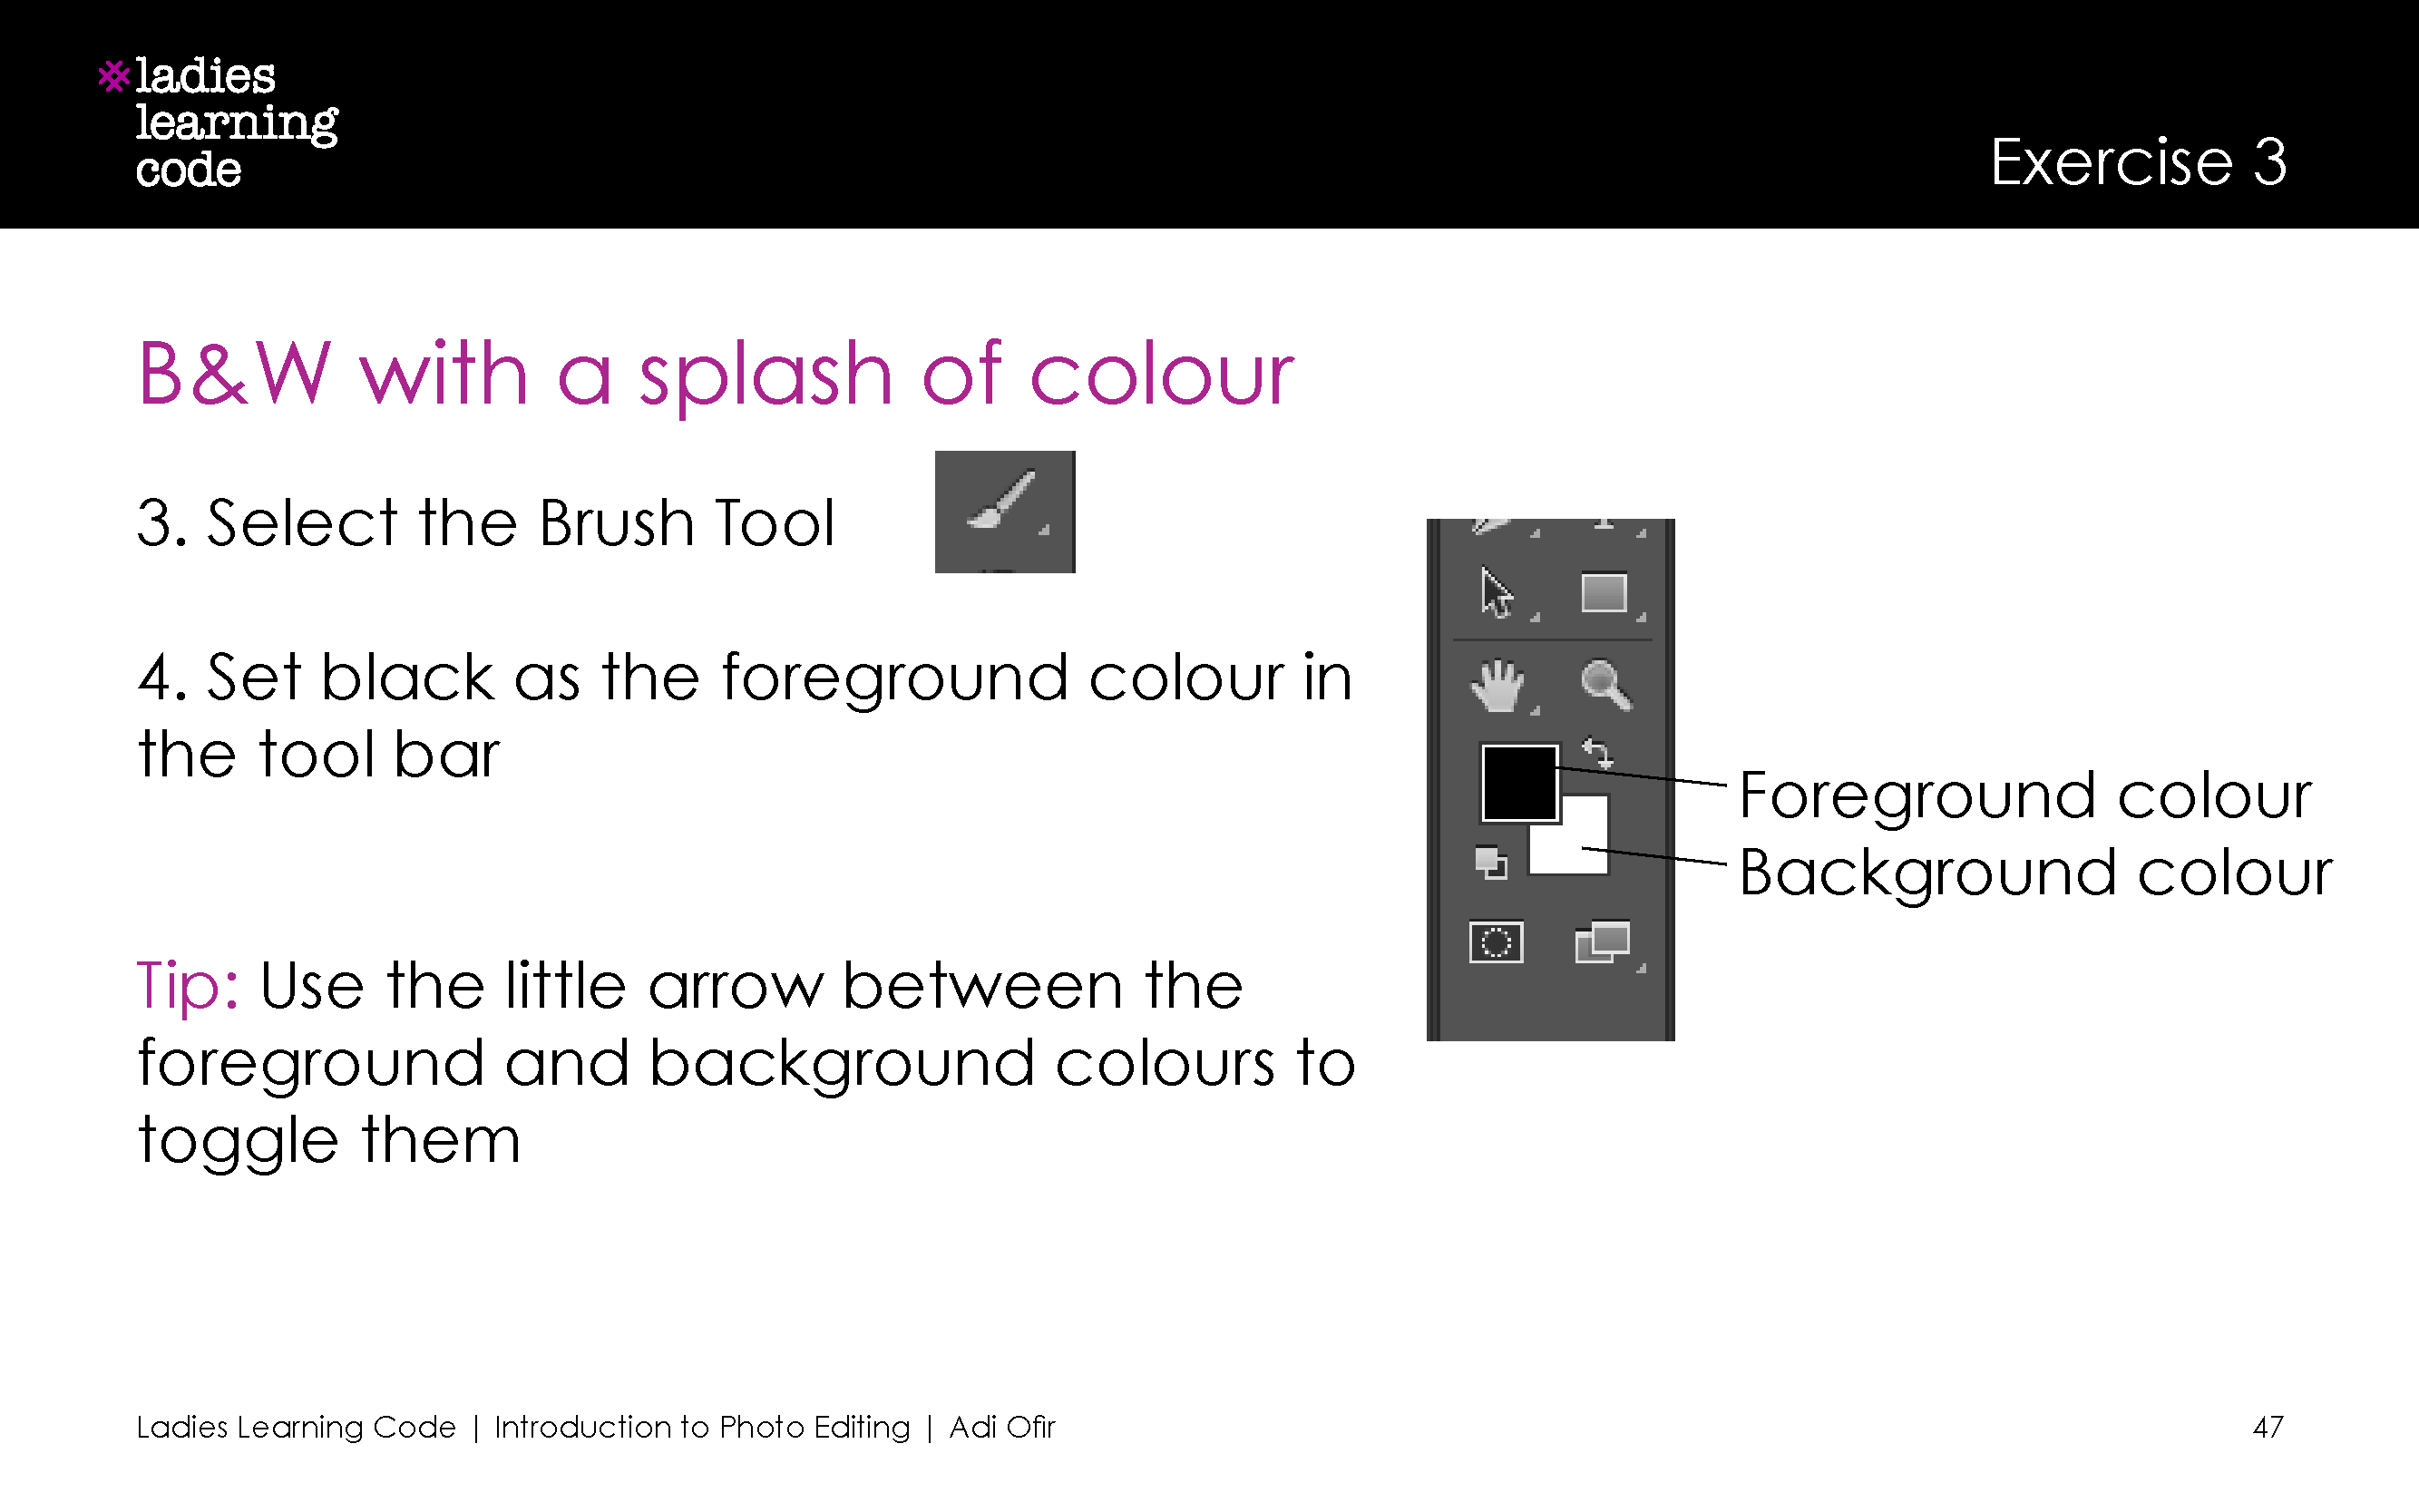 ladies
learning
code
Exercise 3
B&W with a splash of colour
3. Select the Brush Tool
4. Set black as the foreground colour in
the tool bar
Foreground colour
Background colour
Tip: Use the little arrow between the
foreground and background colours to
toggle them
Ladies Learning Code | Introduction to Photo Editing | Adi Ofir
47